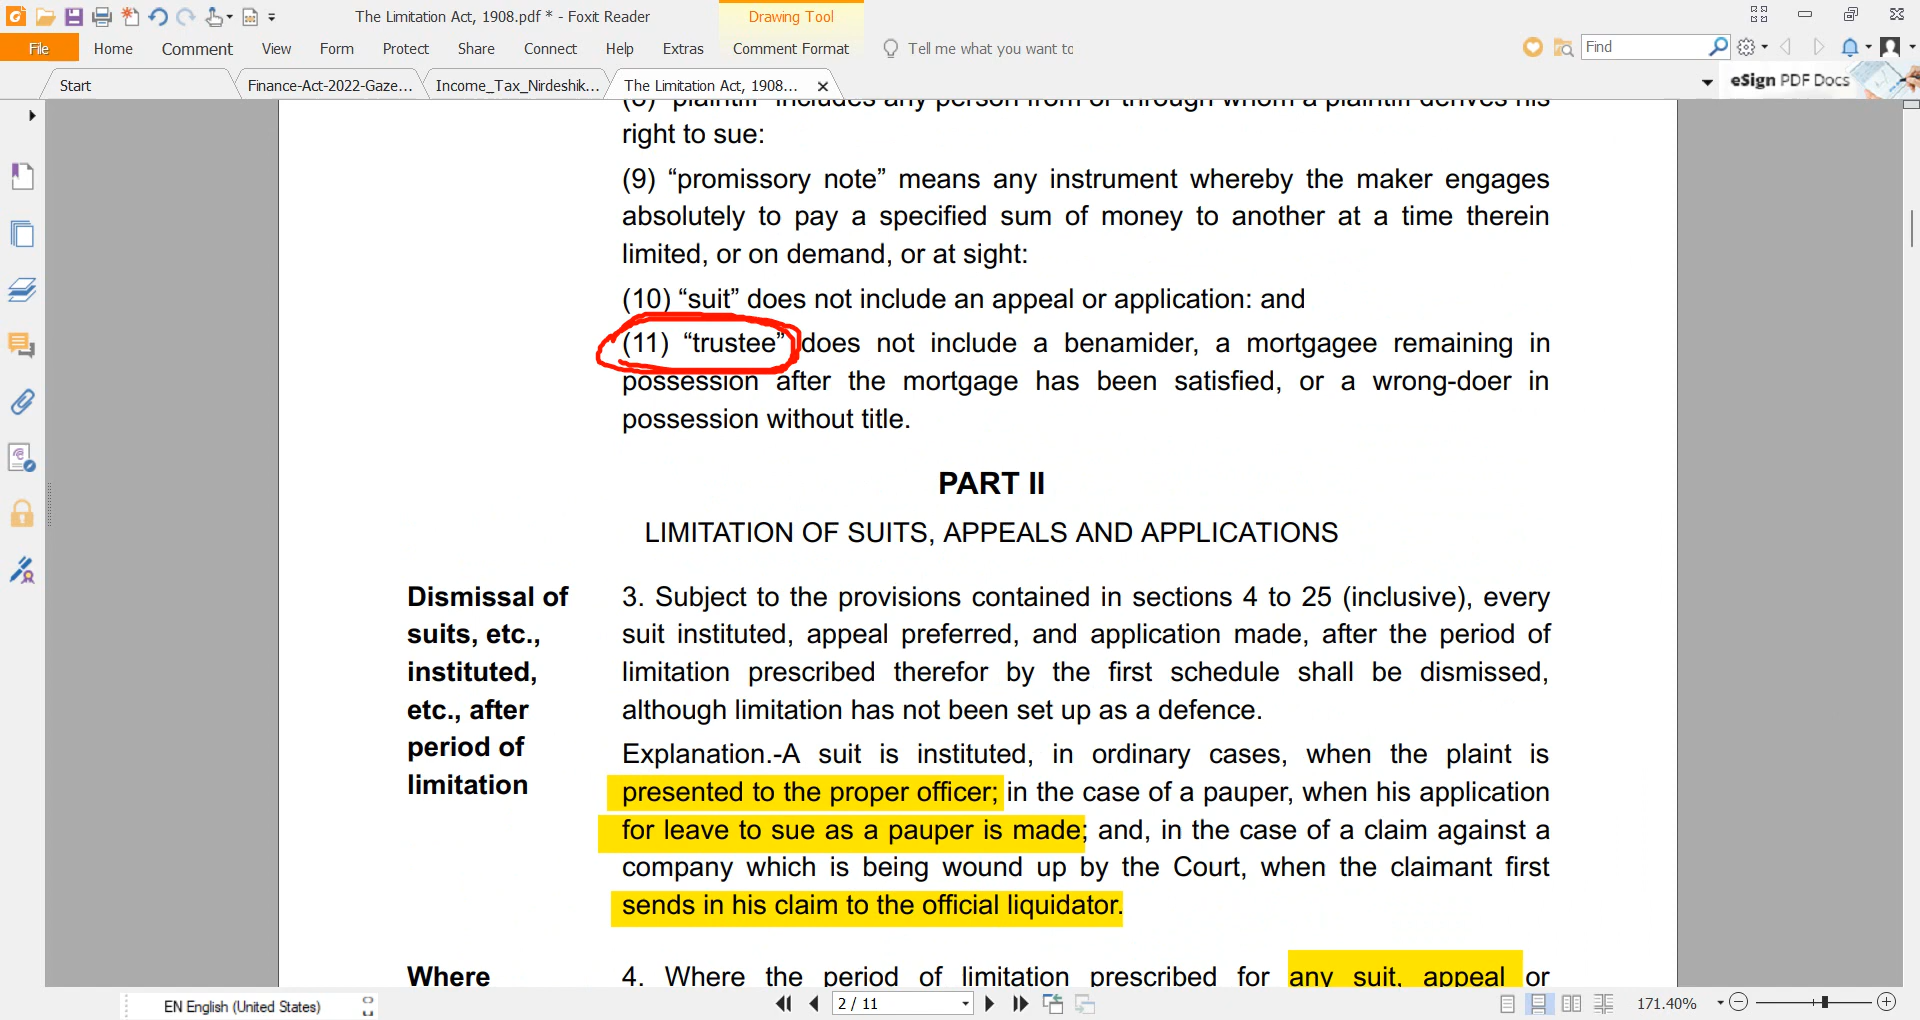 The Limitation Act, 1908.pdf * - Foxit Reader
Drawing Tool
File Home Comment View Form Protect Share Connect Help Extras Comment Format Tell me what you want to Find
Start Finance-Act-2022-Gaze... Income_Tax_Nirdeshik... The Limitation Act, 1908... eSign PDF Docs
(8) “plaintiff” includes any person from or through whom a plaintiff derives his
right to sue:
(9) “promissory note” means any instrument whereby the maker engages
absolutely to pay a specified sum of money to another at a time therein
limited, or on demand, or at sight:
(10) “suit” does not include an appeal or application: and
(11) “trustee” does not include a benamider, a mortgagee remaining in
possession after the mortgage has been satisfied, or a wrong-doer in
possession without title.
PART II
LIMITATION OF SUITS, APPEALS AND APPLICATIONS
Dismissal of
suits, etc.,
instituted,
etc., after
period of
limitation
3. Subject to the provisions contained in sections 4 to 25 (inclusive), every
suit instituted, appeal preferred, and application made, after the period of
limitation prescribed therefor by the first schedule shall be dismissed,
although limitation has not been set up as a defence.
Explanation.-A suit is instituted, in ordinary cases, when the plaint is
presented to the proper officer; in the case of a pauper, when his application
for leave to sue as a pauper is made; and, in the case of a claim against a
company which is being wound up by the Court, when the claimant first
sends in his claim to the official liquidator.
Where
4. Where the period of limitation prescribed for any suit, appeal or
EN English (United States)
2 / 11
171.40%